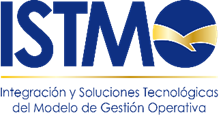 ISTMO
Integración y Soluciones Tecnológicas
del Modelo de Gestión Operativa